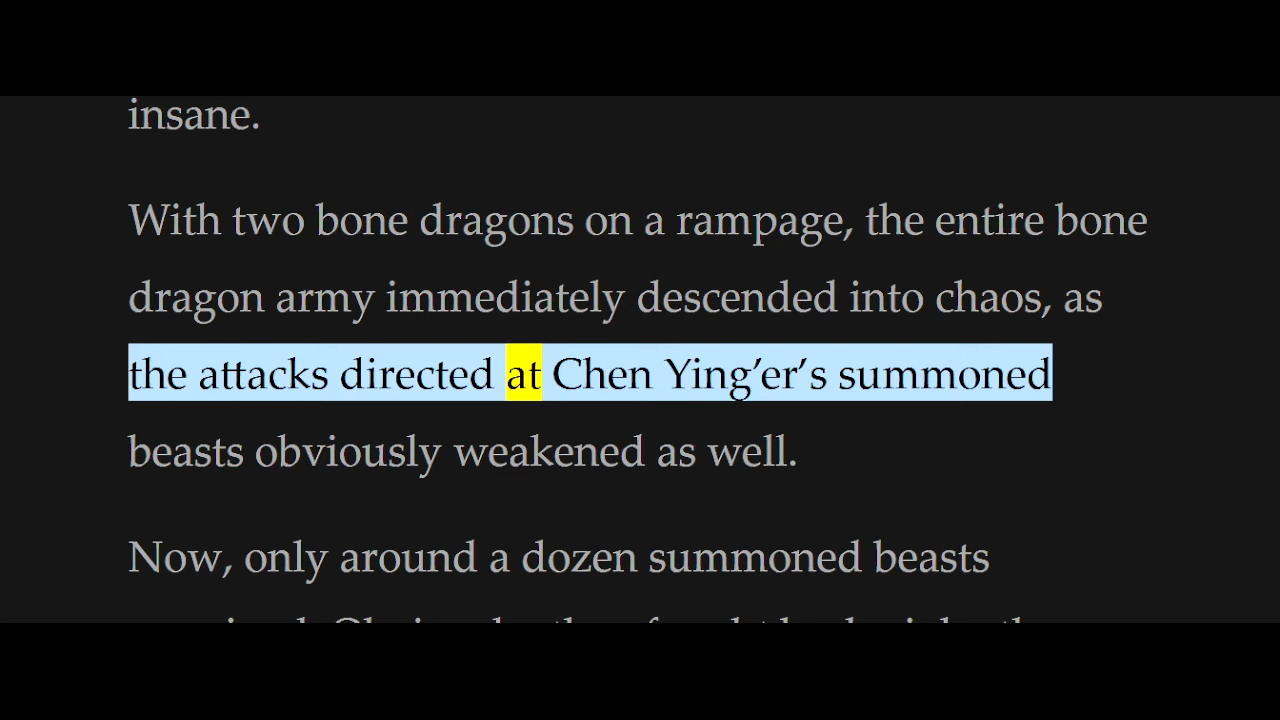 insane.
With two bone dragons on a rampage, the entire bone
dragon army immediately descended into chaos, as
the attacks directed at Chen Ying’er’s summoned
beasts obviously weakened as well.
Now, only around a dozen summoned beasts